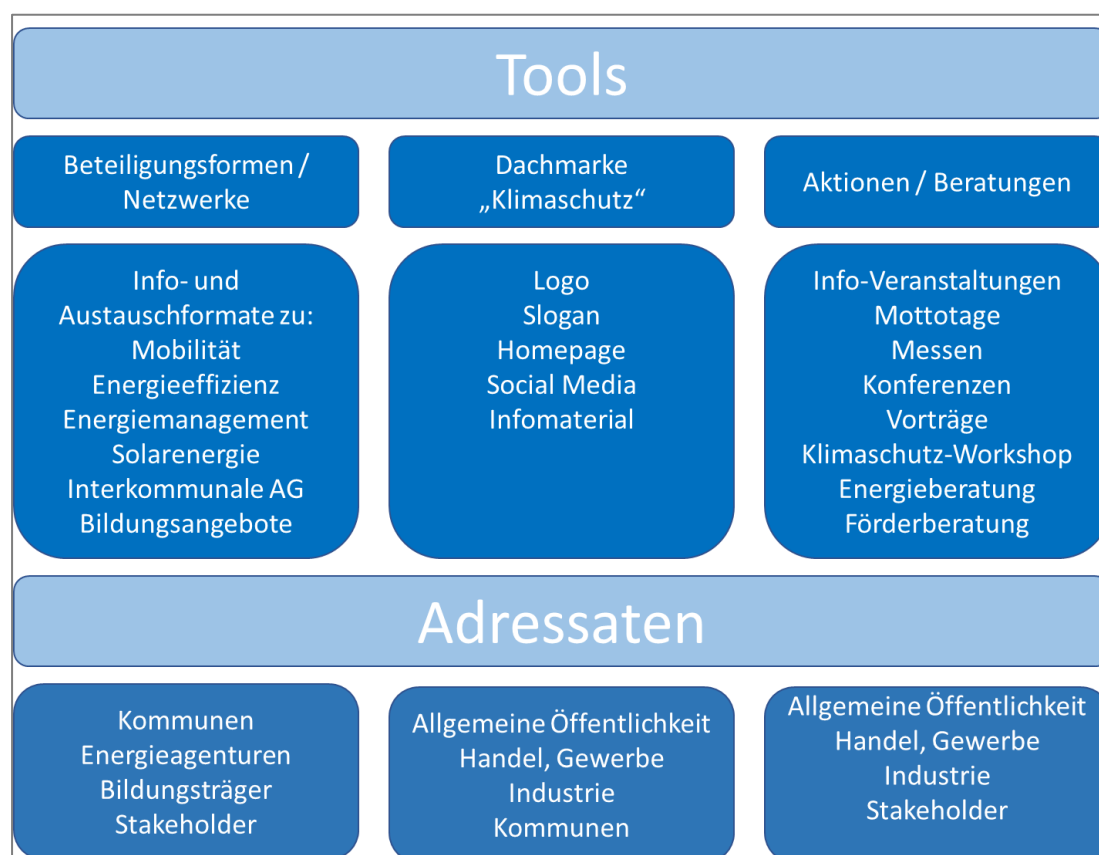 Tools
Beteiligungsformen /
Netzwerke
Dachmarke
„Klimaschutz“
Aktionen / Beratungen
Info- und
Austauschformate zu:
Mobilität
Energieeffizienz
Energiemanagement
Solarenergie
Interkommunale AG
Bildungsangebote
Logo
Slogan
Homepage
Social Media
Infomaterial
Info-Veranstaltungen
Mottotage
Messen
Konferenzen
Vorträge
Klimaschutz-Workshop
Energieberatung
Förderberatung
Adressaten
Kommunen
Energieagenturen
Bildungsträger
Stakeholder
Allgemeine Öffentlichkeit
Handel, Gewerbe
Industrie
Kommunen
Allgemeine Öffentlichkeit
Handel, Gewerbe
Industrie
Stakeholder